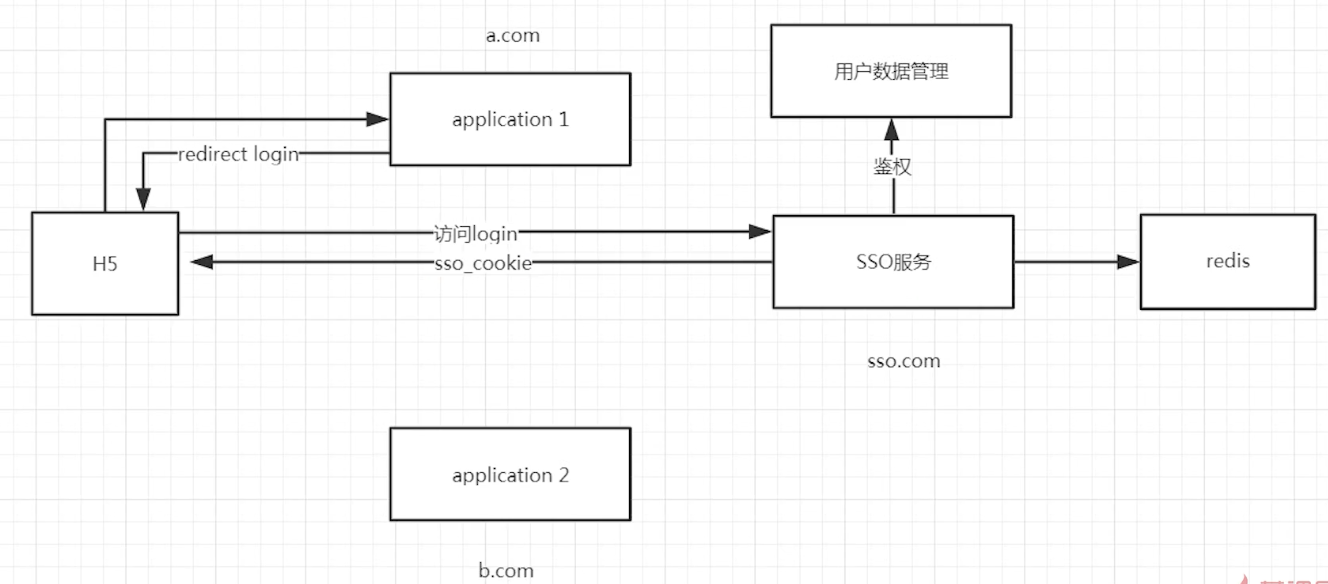 a.com
用户数据管理
application 1
redirect login
鉴权
访问login
H5
sso_cookie
SSO服务
redis
sso.com
application 2
b.com